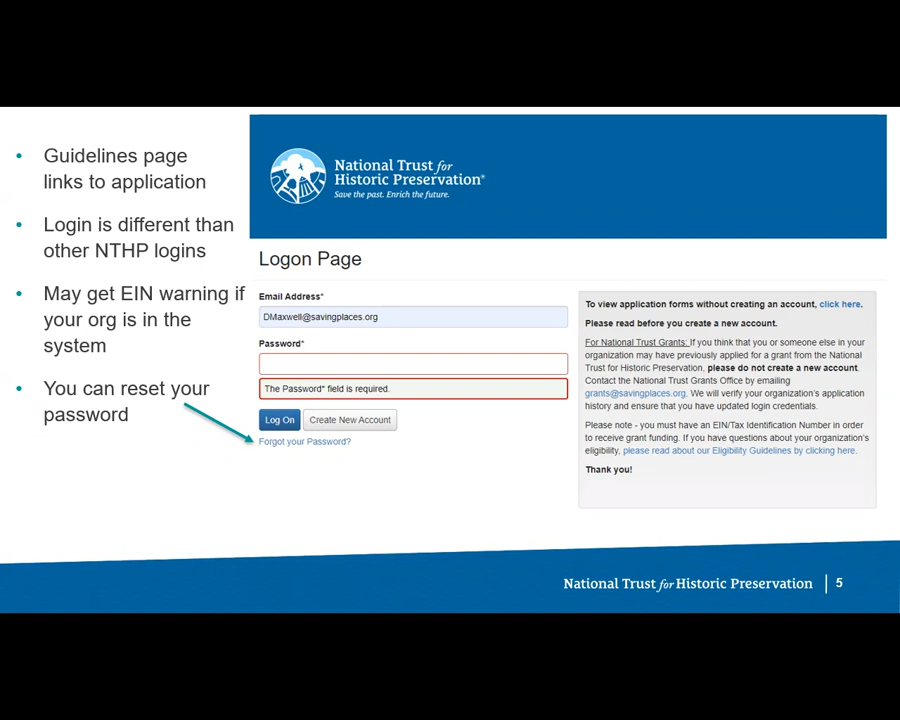 • Guidelines page
links to application
• Login is different than
other NTHP logins
• May get EIN warning if
your org is in the
system
• You can reset your
password
National Trust for
Historic Preservation®
Save the past. Enrich the future.
Logon Page
Email Address*
DMaxwell@savingplaces.org
Password*
The Password* field is required.
Log On
Create New Account
Forgot your Password?
To view application forms without creating an account, click here.
Please read before you create a new account.
For National Trust Grants: If you think that you or someone else in your
organization may have previously applied for a grant from the National
Trust for Historic Preservation, please do not create a new account.
Contact the National Trust Grants Office by emailing
grants@savingplaces.org. We will verify your organization's application
history and ensure that you have updated login credentials.
Please note - you must have an EIN/Tax Identification Number in order
to receive grant funding. If you have questions about your organization's
eligibility, please read about our Eligibility Guidelines by clicking here.
Thank you!
National Trust for Historic Preservation | 5